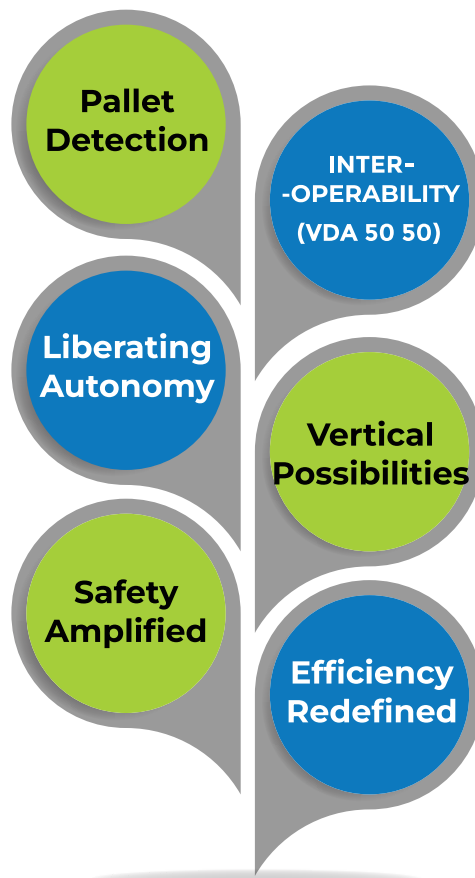 Pallet
Detection
INTER-
-OPERABILITY
(VDA 50 50)
Liberating
Autonomy
Vertical
Possibilities
Safety
Amplified
Efficiency
Redefined